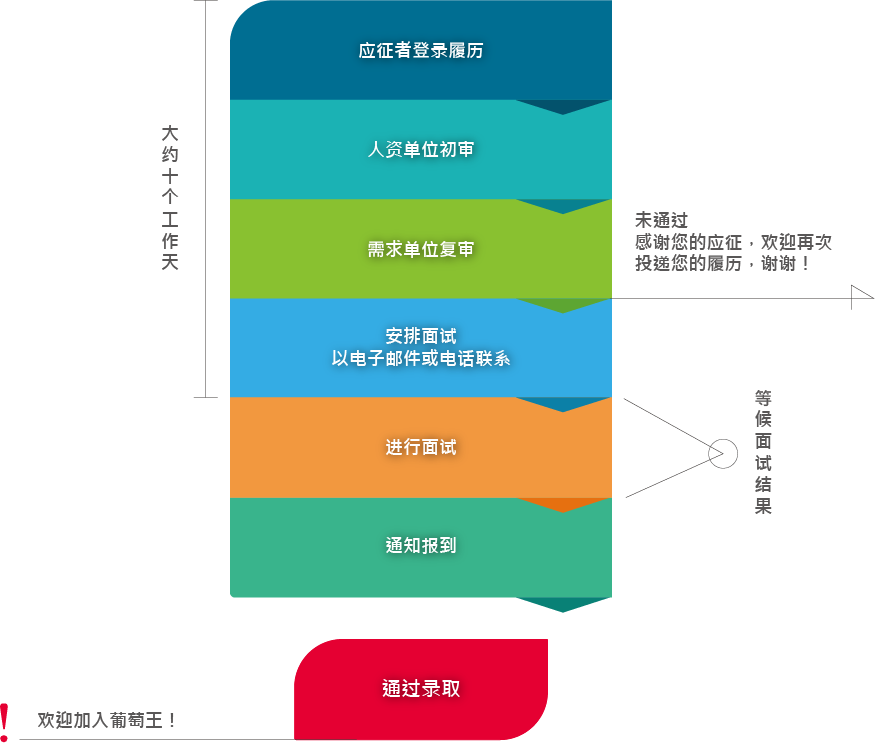 应征者登录履历
人资单位初审
大约十个工作天
需求单位复审
未通过
感谢您的应征，欢迎再次
投递您的履历，谢谢！
安排面试
以电子邮件或电话联系
进行面试
等候面试结果
通知报到
通过录取
！
欢迎加入葡萄王！